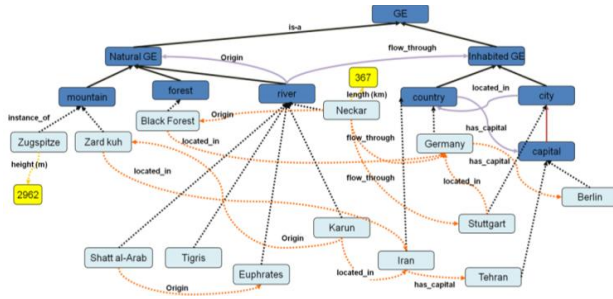 GE
is-a
Natural GE
Origin
flow_through
Inhabited GE
367
mountain
forest
river
length (km)
country
located_in
city
instance_of
Black Forest
Origin
Neckar
has_capital
Zugspitze
Zard kuh
flow_through
Germany
capital
height (m)
located_in
has_capital
located_in
2962
flow_through
Berlin
Stuttgart
Karun
Origin
Shatt al-Arab
Tigris
Iran
Euphrates
located_in
has_capital
Tehran
Origin